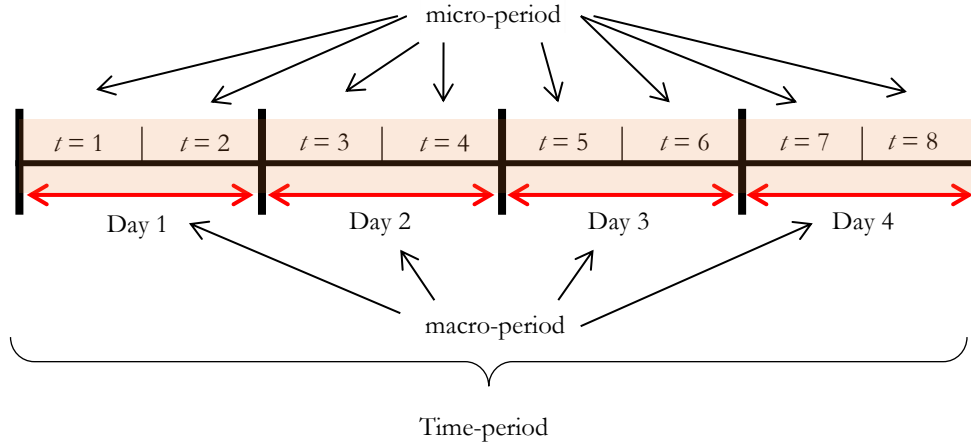 micro-period
t = 1 t = 2 t = 3 t = 4 t = 5 t = 6 t = 7 t = 8
Day 1 Day 2 Day 3 Day 4
macro-period
Time-period